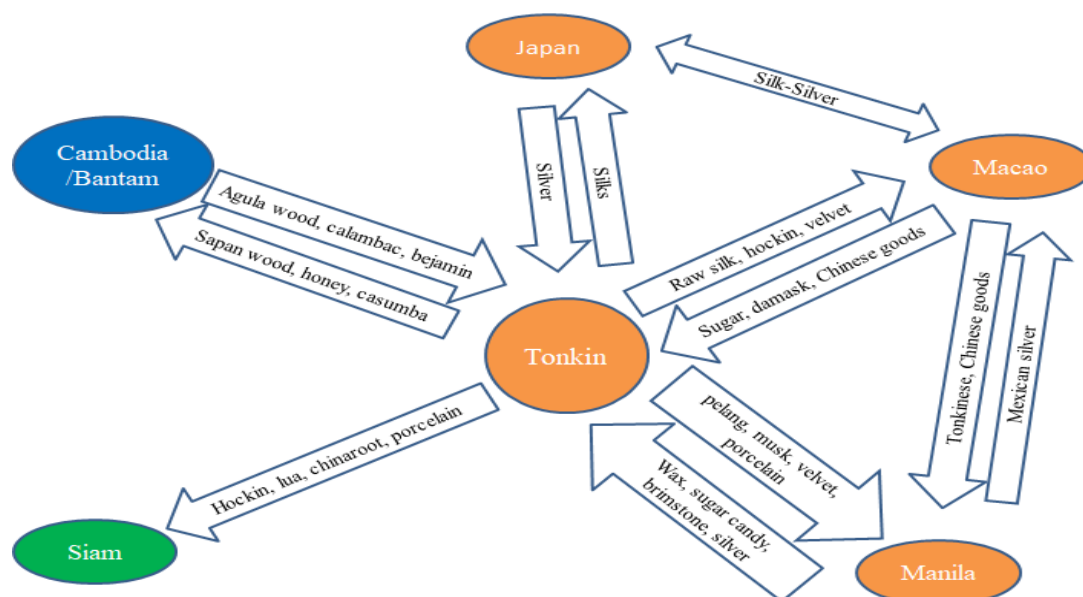 Japan
Silk-Silver
Cambodia
/Bantam
Macao
Silver
Silks
Agula wood, calambac, bejamin
Sapan wood, honey, casumba
Raw silk, hockin, velvet
Sugar, damask, Chinese goods
Tonkinese, Chinese goods
Mexican silver
Tonkin
pelang, musk, velvet,
porcelain
Wax, sugar candy,
brimstone, silver
Hockin, lua, chinaroot, porcelain
Siam
Manila